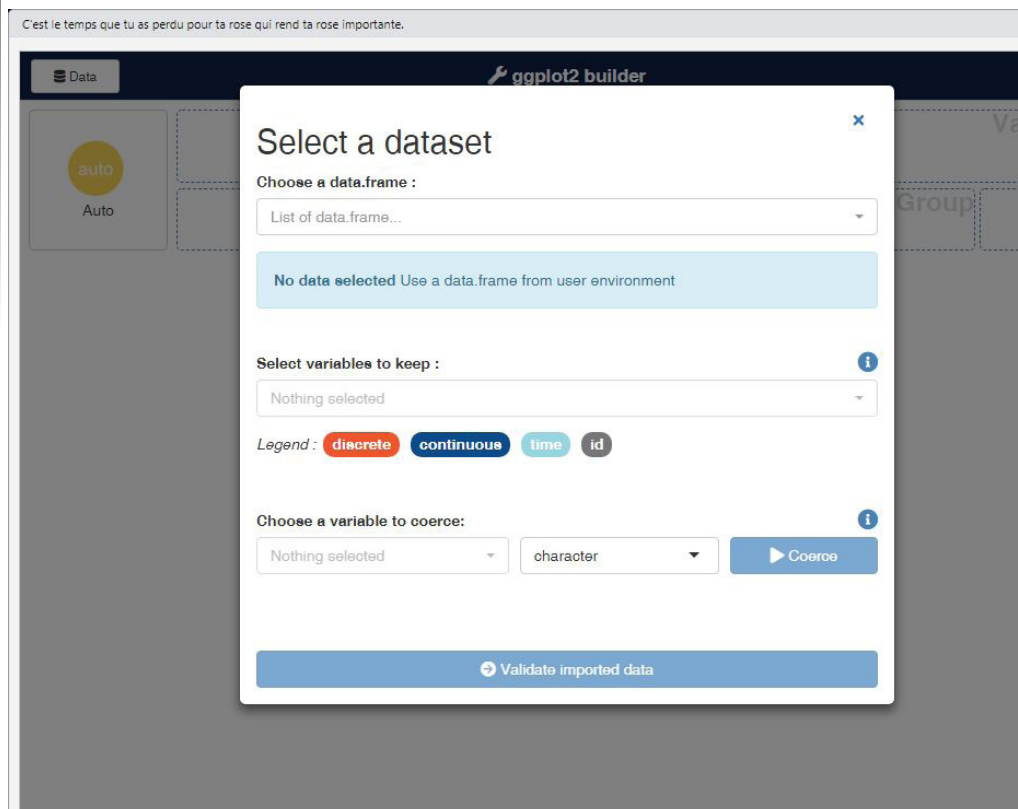 C'est le temps que tu as perdu pour ta rose qui rend ta rose importante.
Data
ggplot2 builder
auto
Auto
Group
Select a dataset
×
Choose a data.frame :
List of data.frame...
No data selected Use a data.frame from user environment
Select variables to keep :
Nothing selected
Legend : discrete continuous time id
Choose a variable to coerce:
Nothing selected character Coerce
Validate imported data